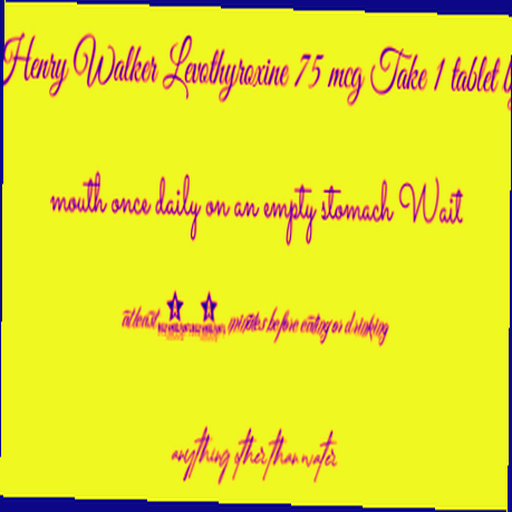 Henry Walker Levothyroxine 75 mcg Take 1 tablet
mouth once daily on an empty stomach Wait
at least minutes before eating or drinking
anything other than water